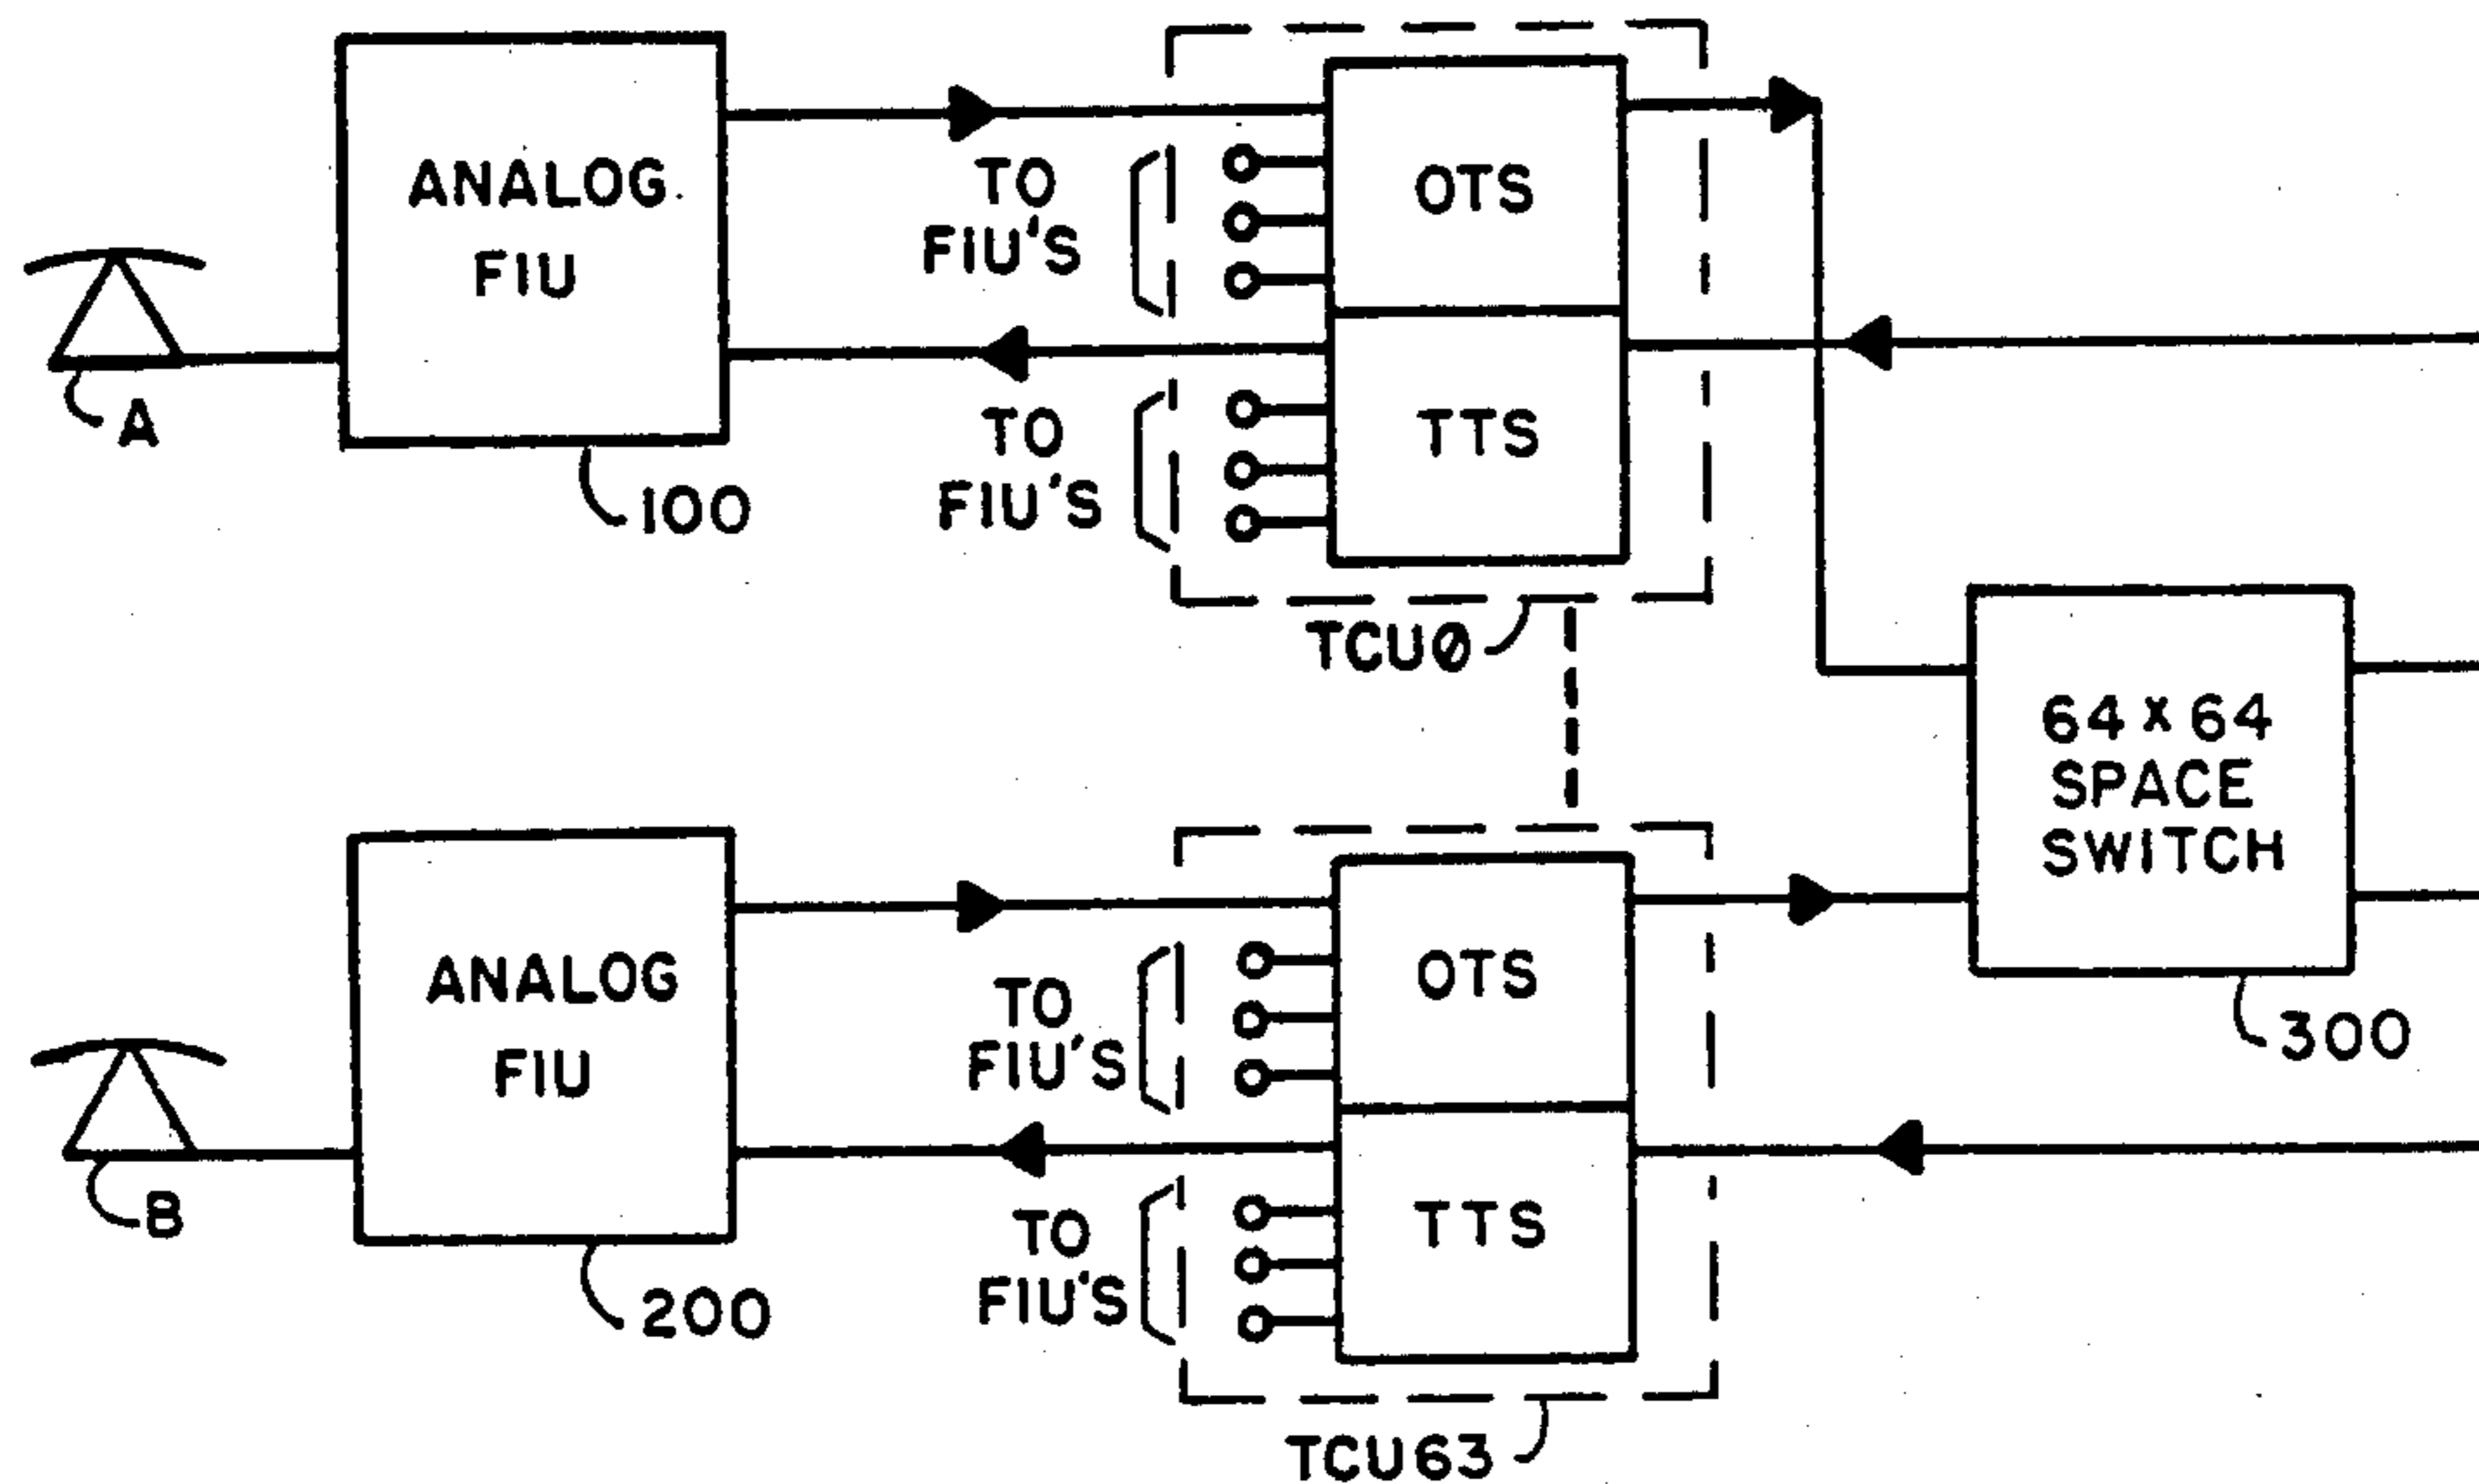 ANALOG
FIU
A
100
TO
FIU'S
TO
FIU'S
OTS
TTS
TCU0
64 x 64
SPACE
SWITCH
300
ANALOG
FIU
B
200
TO
FIU'S
TO
FIU'S
OTS
TTS
TCU63